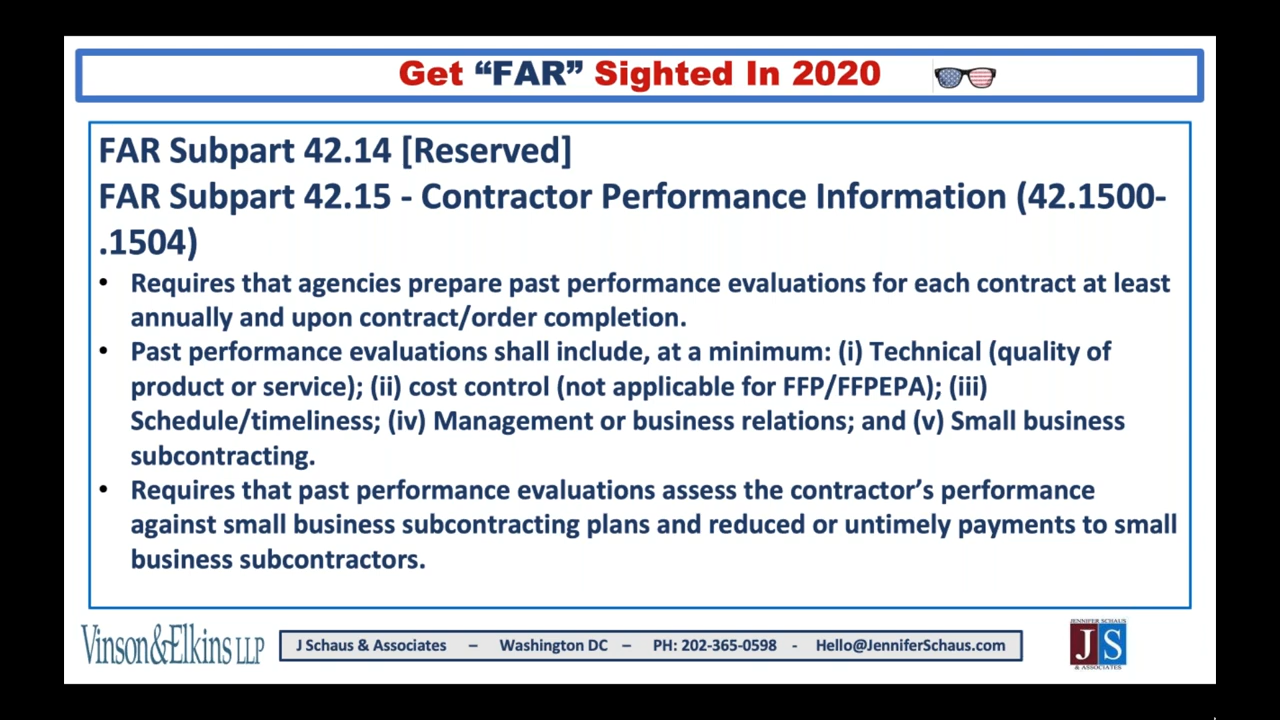 Get “FAR” Sighted In 2020
FAR Subpart 42.14 [Reserved]
FAR Subpart 42.15 - Contractor Performance Information (42.1500-
.1504)
• Requires that agencies prepare past performance evaluations for each contract at least
annually and upon contract/order completion.
• Past performance evaluations shall include, at a minimum: (i) Technical (quality of
product or service); (ii) cost control (not applicable for FFP/FFPEPA); (iii)
Schedule/timeliness; (iv) Management or business relations; and (v) Small business
subcontracting.
• Requires that past performance evaluations assess the contractor’s performance
against small business subcontracting plans and reduced or untimely payments to small
business subcontractors.
Vinson&Elkins LLP
J Schaus & Associates – Washington DC – PH: 202-365-0598 - Hello@JenniferSchaus.com
JENNIFER SCHAUS
JS
& ASSOCIATES